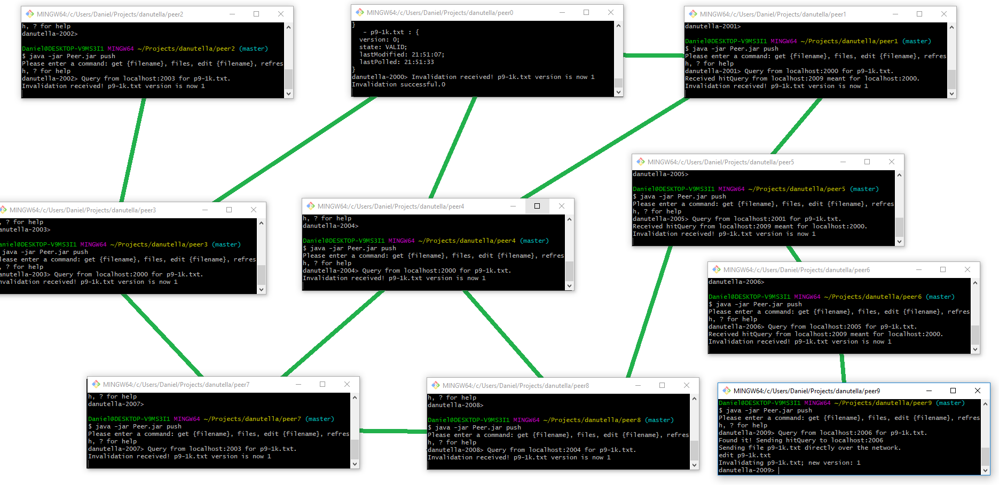 MINGW64:/c/Users/Daniel/Projects/danutella/peer2
h, ? for help
danutella-2002>
Daniel@DESKTOP-V9MS3I1 MINGW64 ~/Projects/danutella/peer2 (master)
$ java -jar Peer.jar push
Please enter a command: get {filename}, files, edit {filename}, refres
h, ? for help
danutella-2002> Query from localhost:2003 for p9-1k.txt.
Invalidation received! p9-1k.txt version is now 1
MINGW64:/c/Users/Daniel/Projects/danutella/peer0
}
- p9-1k.txt : {
version: 0;
state: VALID;
lastModified: 21:51:07;
lastPolled: 21:51:33
}
danutella-2000> Invalidation received! p9-1k.txt version is now 1
Invalidation successful.0
MINGW64:/c/Users/Daniel/Projects/danutella/peer1
danutella-2001>
Daniel@DESKTOP-V9MS3I1 MINGW64 ~/Projects/danutella/peer1 (master)
$ java -jar Peer.jar push
Please enter a command: get {filename}, files, edit {filename}, refres
h, ? for help
danutella-2001> Query from localhost:2000 for p9-1k.txt.
Received hitQuery from localhost:2009 meant for localhost:2000.
Invalidation received! p9-1k.txt version is now 1
MINGW64:/c/Users/Daniel/Projects/danutella/peer5
danutella-2005>
Daniel@DESKTOP-V9MS3I1 MINGW64 ~/Projects/danutella/peer5 (master)
$ java -jar Peer.jar push
Please enter a command: get {filename}, files, edit {filename}, refres
h, ? for help
danutella-2005> Query from localhost:2001 for p9-1k.txt.
Received hitQuery from localhost:2009 meant for localhost:2000.
Invalidation received! p9-1k.txt version is now 1
MINGW64:/c/Users/Daniel/Projects/danutella/peer3
, ? for help
anutella-2003>
aniel@DESKTOP-V9MS3I1 MINGW64 ~/Projects/danutella/peer3 (master)
java -jar Peer.jar push
lease enter a command: get {filename}, files, edit {filename}, refres
, ? for help
anutella-2003> Query from localhost:2000 for p9-1k.txt.
nvalidation received! p9-1k.txt version is now 1
MINGW64:/c/Users/Daniel/Projects/danutella/peer4
h, ? for help
danutella-2004>
Daniel@DESKTOP-V9MS3I1 MINGW64 ~/Projects/danutella/peer4 (master)
$ java -jar Peer.jar push
Please enter a command: get {filename}, files, edit {filename}, refres
h, ? for help
danutella-2004> Query from localhost:2000 for p9-1k.txt.
Invalidation received! p9-1k.txt version is now 1
MINGW64:/c/Users/Daniel/Projects/danutella/peer6
danutella-2006>
Daniel@DESKTOP-V9MS3I1 MINGW64 ~/Projects/danutella/peer6 (master)
$ java -jar Peer.jar push
Please enter a command: get {filename}, files, edit {filename}, refres
h, ? for help
danutella-2006> Query from localhost:2005 for p9-1k.txt.
Received hitQuery from localhost:2009 meant for localhost:2000.
Invalidation received! p9-1k.txt version is now 1
MINGW64:/c/Users/Daniel/Projects/danutella/peer7
h, ? for help
danutella-2007>
Daniel@DESKTOP-V9MS3I1 MINGW64 ~/Projects/danutella/peer7 (master)
$ java -jar Peer.jar push
Please enter a command: get {filename}, files, edit {filename}, refres
h, ? for help
danutella-2007> Query from localhost:2003 for p9-1k.txt.
Invalidation received! p9-1k.txt version is now 1
MINGW64:/c/Users/Daniel/Projects/danutella/peer8
h, ? for help
danutella-2008>
Daniel@DESKTOP-V9MS3I1 MINGW64 ~/Projects/danutella/peer8 (master)
$ java -jar Peer.jar push
Please enter a command: get {filename}, files, edit {filename}, refres
h, ? for help
danutella-2008> Query from localhost:2004 for p9-1k.txt.
Invalidation received! p9-1k.txt version is now 1
MINGW64:/c/Users/Daniel/Projects/danutella/peer9
Daniel@DESKTOP-V9MS3I1 MINGW64 ~/Projects/danutella/peer9 (master)
$ java -jar Peer.jar push
Please enter a command: get {filename}, files, edit {filename}, refres
h, ? for help
danutella-2009> Query from localhost:2006 for p9-1k.txt.
Found it! Sending hitQuery to localhost:2006
Sending file p9-1k.txt directly over the network.
edit p9-1k.txt
Invalidating p9-1k.txt; new version: 1
danutella-2009>